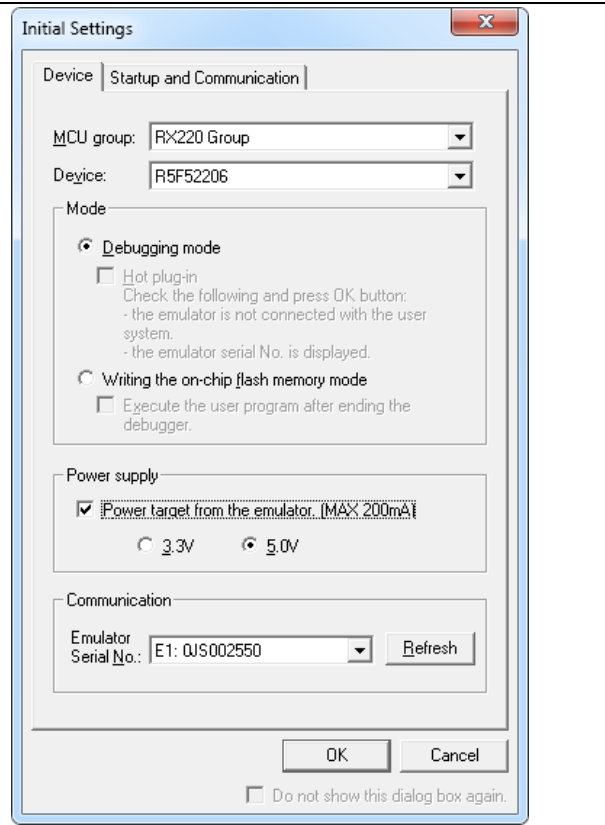 Initial Settings
Device
Startup and Communication
MCU group:
RX220 Group
Device:
R5F52206
Mode
Debugging mode
Hot plug-in
Check the following and press OK button:
- the emulator is not connected with the user
system.
- the emulator serial No. is displayed.
Writing the on-chip flash memory mode
Execute the user program after ending the
debugger.
Power supply
Power target from the emulator. (MAX 200mA)
3.3V
5.0V
Communication
Emulator
Serial No.:
E1: 0JS002550
Refresh
OK
Cancel
Do not show this dialog box again.